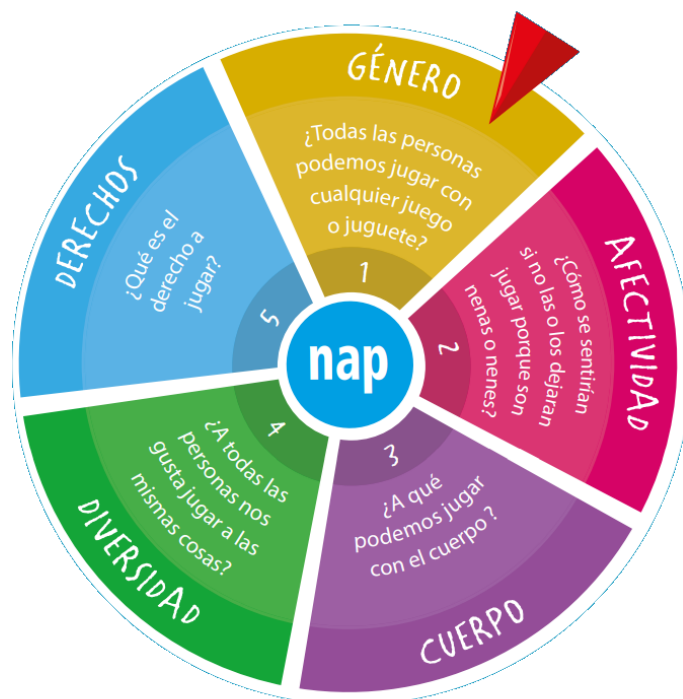 GÉNERO
¿Todas las personas
podemos jugar con
cualquier juego
o juguete?
1
AFECTIVIDAD
¿Cómo se sentirían
si no las o los dejaran
jugar porque son
nenas o nenes?
2
CUERPO
¿A qué
podemos jugar
con el cuerpo ?
3
DIVERSIDAD
¿A todas las
personas nos
gusta jugar a las
mismas cosas?
4
DERECHOS
¿Qué es el
derecho a
jugar?
5
nap